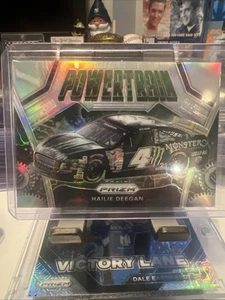 POWERTRAIN
4
MONSTER
PRIZM
HAILIE DEEGAN
PRIZM
VICTORY LANE
DALE E